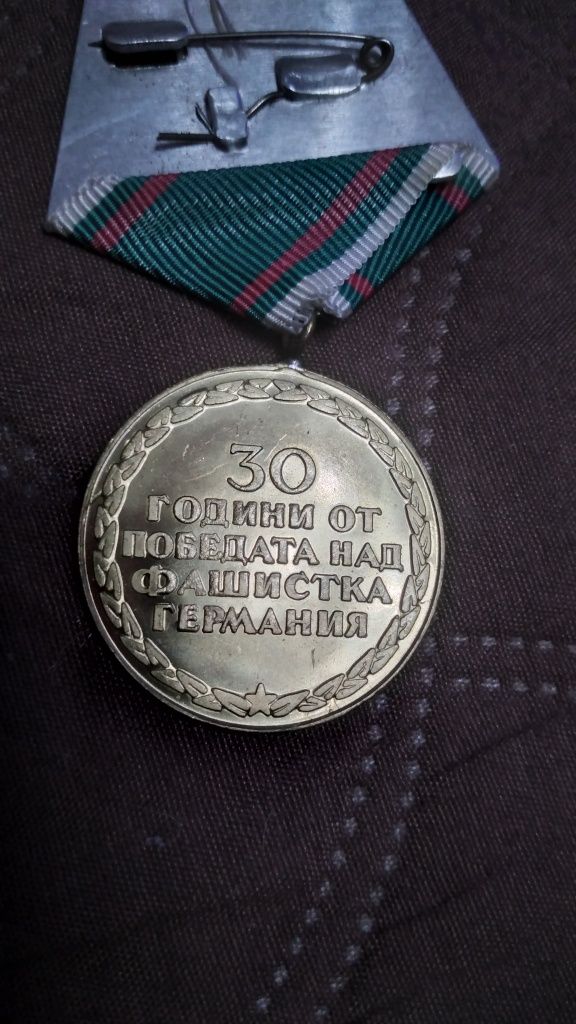 30
ГОДИНИ ОТ
ПОБЕДАТА НАД
ФАШИСТКА
ГЕРМАНИЯ